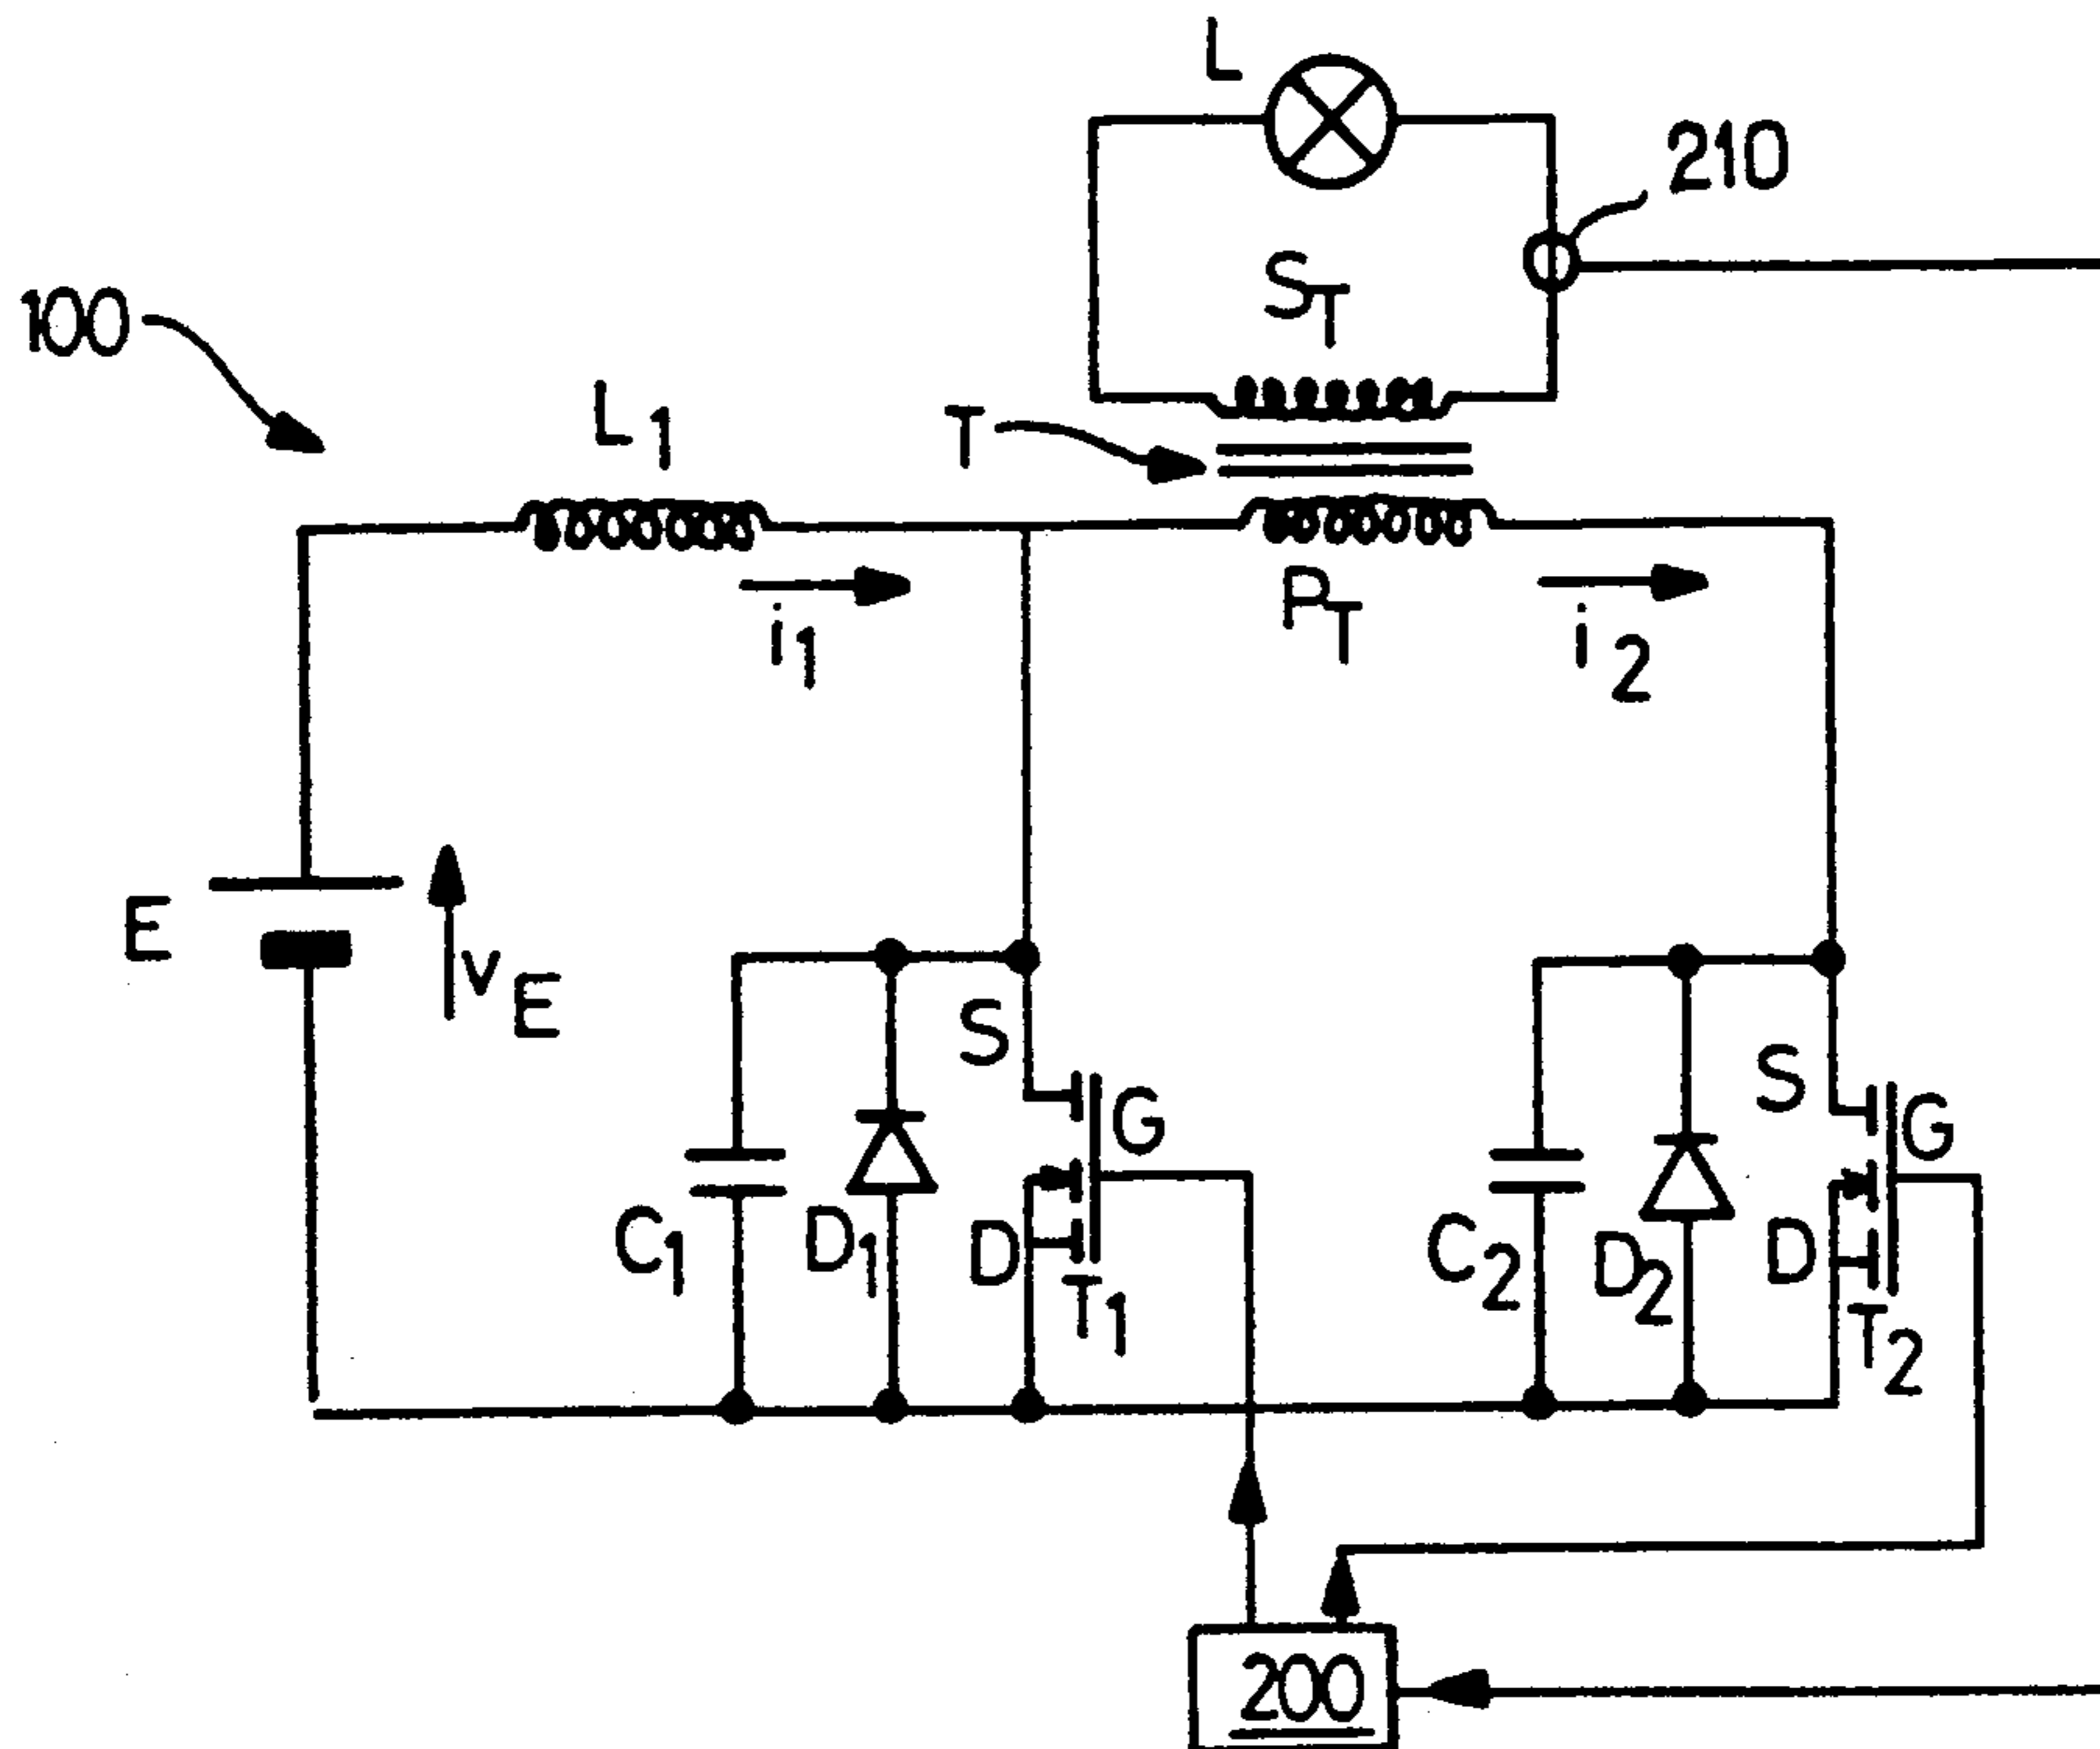 L
210
100
S_T
L_1
T
i_1
P_T
i_2
E
v_E
S
G
S
G
C_1
D_1
D
T_1
C_2
D_2
D
T_2
200